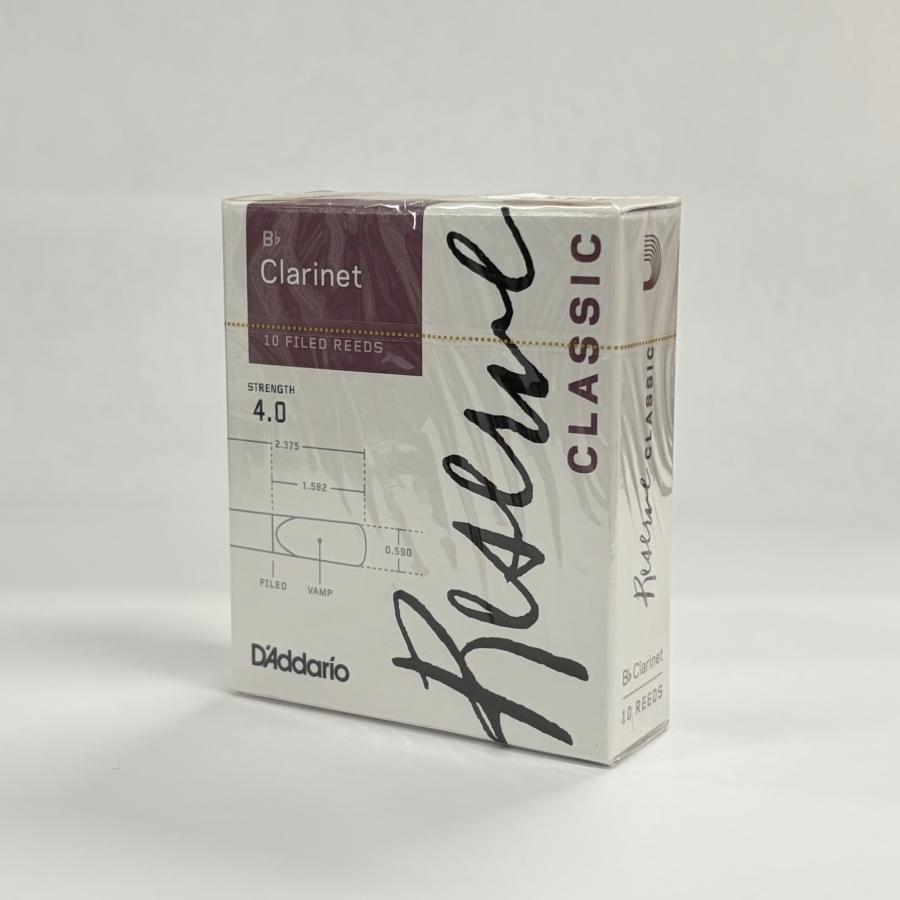 B♭
Clarinet
10 FILED REEDS
STRENGTH
4.0
2.375
1.582
0.590
FILED
VAMP
D'Addario
Reserve
CLASSIC
Reserve CLASSIC
B♭ Clarinet
10 REEDS